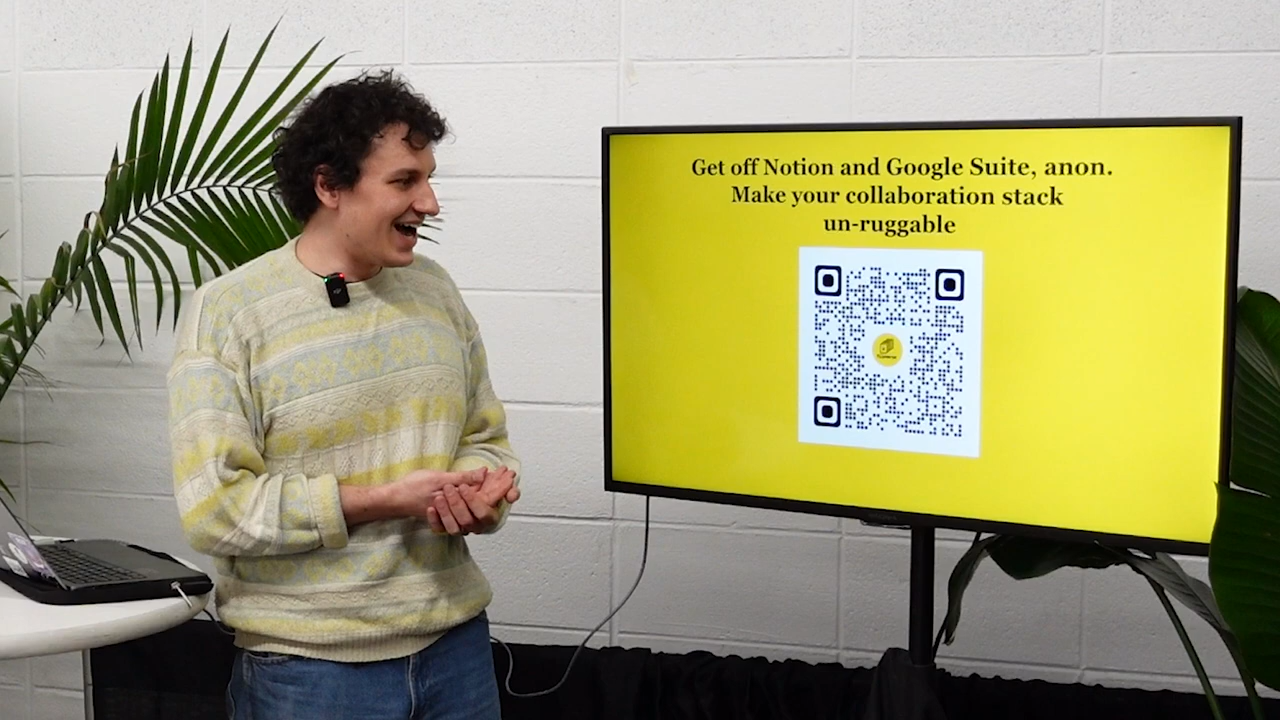 Get off Notion and Google Suite, anon.
Make your collaboration stack
un-ruggable